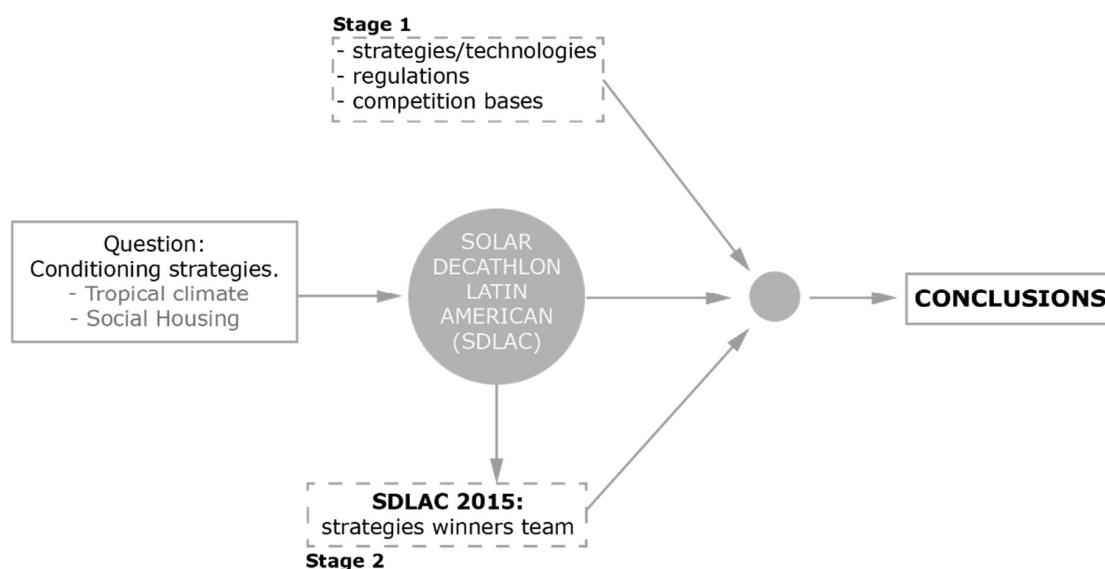 Stage 1
- strategies/technologies
- regulations
- competition bases
Question:
Conditioning strategies.
- Tropical climate
- Social Housing
SOLAR
DECATHLON
LATIN
AMERICAN
(SDLAC)
CONCLUSIONS
SDLAC 2015:
strategies winners team
Stage 2